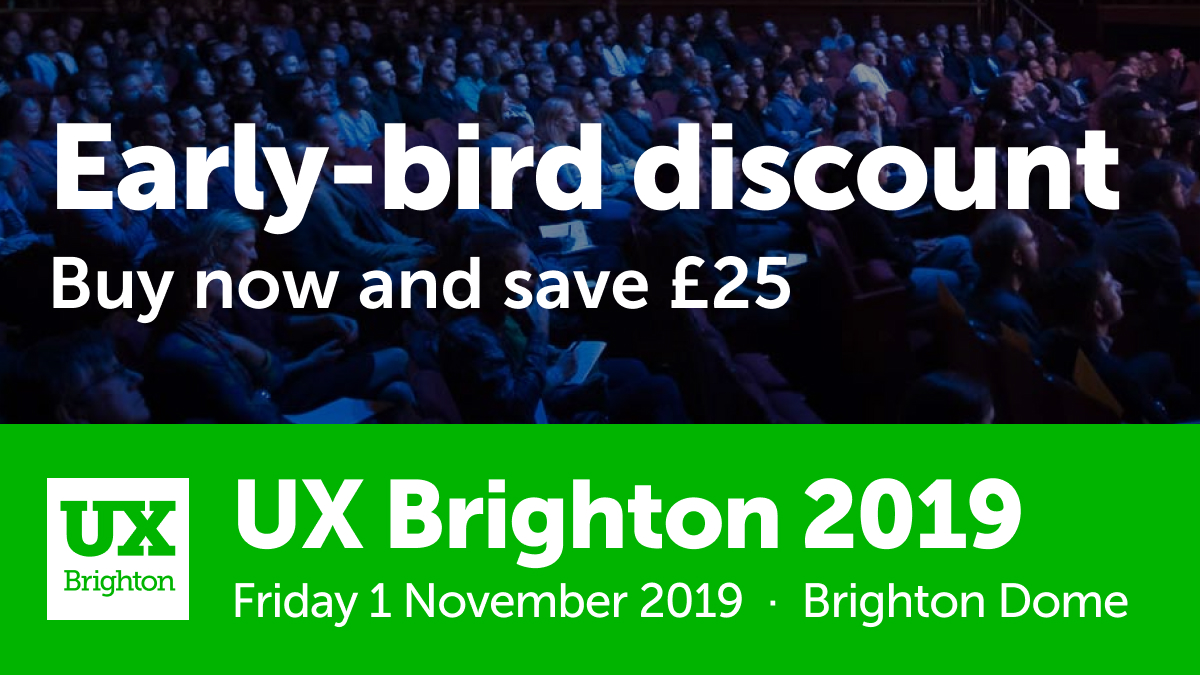 Early-bird discount
Buy now and save £25
UX
Brighton
UX Brighton 2019
Friday 1 November 2019 · Brighton Dome